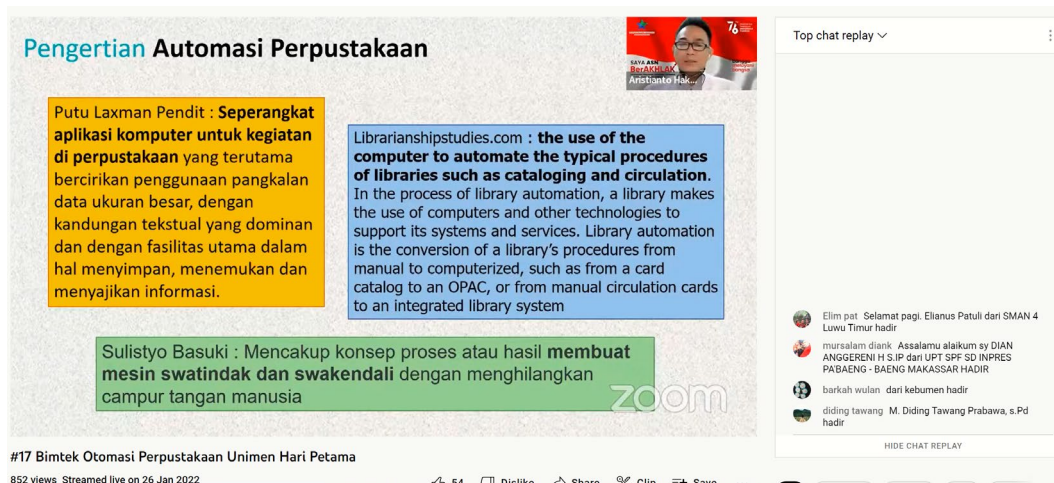 Pengertian Automasi Perpustakaan
76
SAYA ASN
BerAKHLAK
Aristianto Hak...
Putu Laxman Pendit : Seperangkat
aplikasi komputer untuk kegiatan
di perpustakaan yang terutama
bercirikan penggunaan pangkalan
data ukuran besar, dengan
kandungan tekstual yang dominan
dan dengan fasilitas utama dalam
hal menyimpan, menemukan dan
menyajikan informasi.
Librarianshipstudies.com : the use of the
computer to automate the typical procedures
of libraries such as cataloging and circulation.
In the process of library automation, a library makes
the use of computers and other technologies to
support its systems and services. Library automation
is the conversion of a library's procedures from
manual to computerized, such as from a card
catalog to an OPAC, or from manual circulation cards
to an integrated library system
Sulistyo Basuki : Mencakup konsep proses atau hasil membuat
mesin swatindak dan swakendali dengan menghilangkan
campur tangan manusia
zoom
#17 Bimtek Otomasi Perpustakaan Unimen Hari Petama
852 views Streamed live on 26 Jan 2022
54 Dislike Share Clip Save
Top chat replay
Elim pat Selamat pagi. Elianus Patuli dari SMAN 4
Luwu Timur hadir
mursalam diank Assalamu alaikum sy DIAN
ANGGERENI H S.IP dari UPT SPF SD INPRES
PA'BAENG - BAENG MAKASSAR HADIR
barkah wulan dari kebumen hadir
diding tawang M. Diding Tawang Prabawa, s.Pd
hadir
HIDE CHAT REPLAY